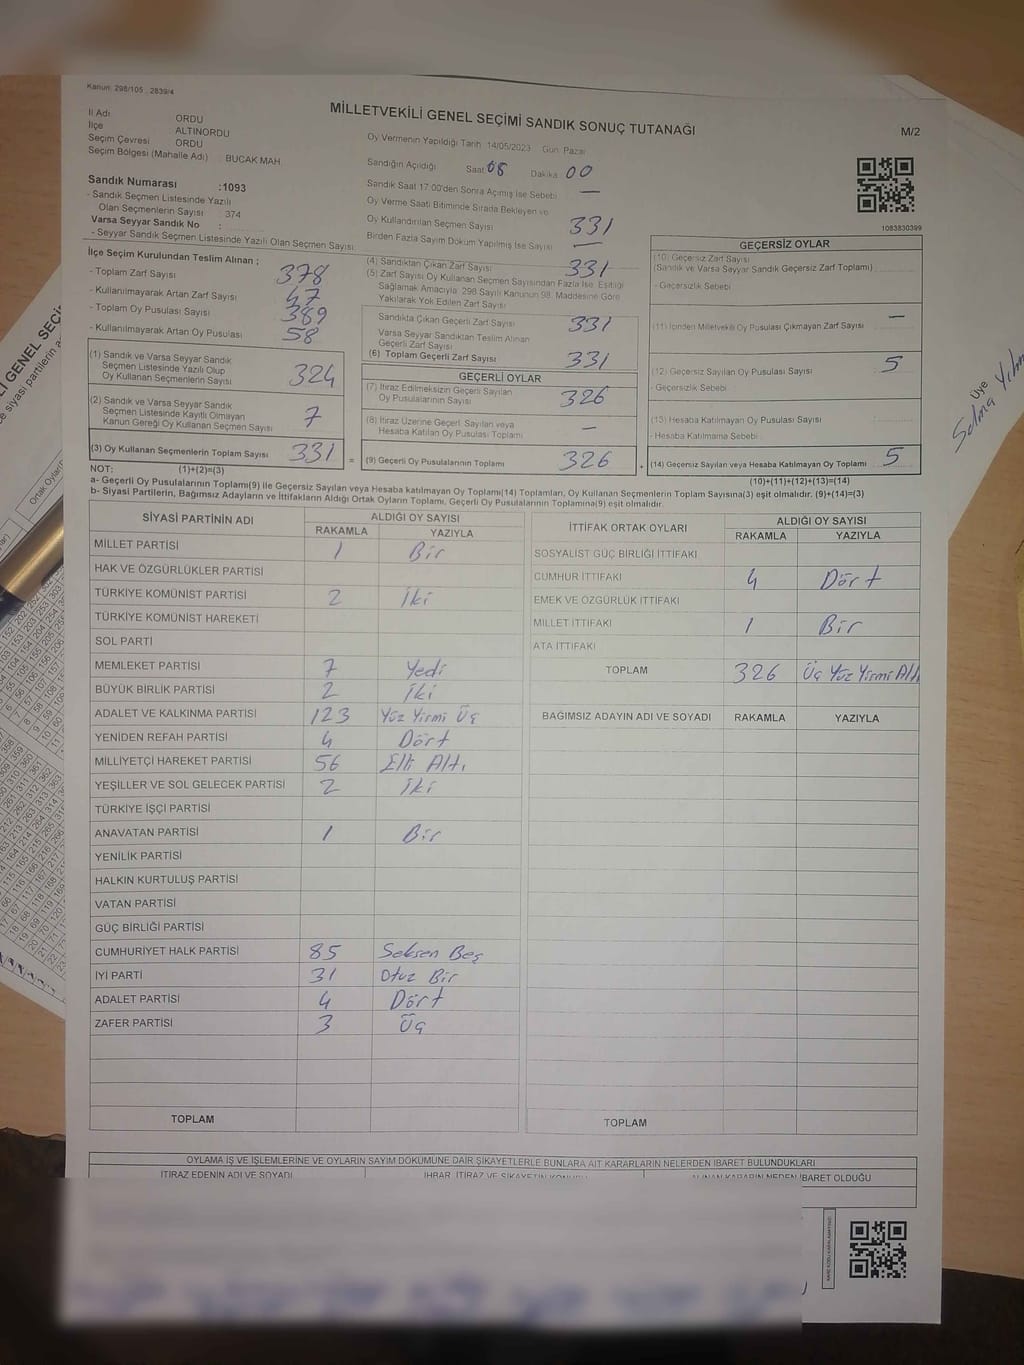 Kanun: 298/105 , 2839/4
MİLLETVEKİLİ GENEL SEÇİMİ SANDIK SONUÇ TUTANAĞI
M/2
İl Adı ORDU
İlçe ALTINORDU
Seçim Çevresi ORDU
Seçim Bölgesi (Mahalle Adı) : BUCAK MAH
Sandık Numarası :1093
- Sandık Seçmen Listesinde Yazılı
Olan Seçmenlerin Sayısı : 374
Varsa Seyyar Sandık No :
- Seyyar Sandık Seçmen Listesinde Yazılı Olan Seçmen Sayısı:
Oy Vermenin Yapıldığı Tarih 14/05/2023 Gün: Pazar
Sandığın Açıldığı Saat 08 Dakika 00
Sandık Saat 17:00'den Sonra Açımış İse Sebebi —
Oy Verme Saati Bitiminde Sırada Bekleyen ve
Oy Kullandırılan Seçmen Sayısı 331
Birden Fazla Sayım Döküm Yapılmış İse Sayısı —
1083830399
İlçe Seçim Kurulundan Teslim Alınan ;
- Toplam Zarf Sayısı 378
- Kullanılmayarak Artan Zarf Sayısı 47
- Toplam Oy Pusulası Sayısı 389
- Kullanılmayarak Artan Oy Pusulası 58
(1) Sandık ve Varsa Seyyar Sandık
Seçmen Listesinde Yazılı Olup
Oy Kullanan Seçmenlerin Sayısı 324
(2) Sandık ve Varsa Seyyar Sandık
Seçmen Listesinde Kayıtlı Olmayan
Kanun Gereği Oy Kullanan Seçmen Sayısı 7
(3) Oy Kullanan Seçmenlerin Toplam Sayısı 331 =
(4) Sandıktan Çıkan Zarf Sayısı 331
(5) Zarf Sayısı Oy Kullanan Seçmen Sayısından Fazla İse, Eşitliği
Sağlamak Amacıyla 298 Sayılı Kanunun 98. Maddesine Göre
Yakılarak Yok Edilen Zarf Sayısı
Sandıkta Çıkan Geçerli Zarf Sayısı 331
Varsa Seyyar Sandıktan Teslim Alınan
Geçerli Zarf Sayısı
(6) Toplam Geçerli Zarf Sayısı 331
GEÇERLİ OYLAR
(7) İtiraz Edilmeksizin Geçerli Sayılan
Oy Pusulalarının Sayısı 326
(8) İtiraz Üzerine Geçerli Sayılan veya
Hesaba Katılan Oy Pusulası Toplamı —
(9) Geçerli Oy Pusulalarının Toplamı 326 +
GEÇERSİZ OYLAR
(10) Geçersiz Zarf Sayısı
(Sandık ve Varsa Seyyar Sandık Geçersiz Zarf Toplamı)
- Geçersizlik Sebebi
(11) İçinden Milletvekili Oy Pusulası Çıkmayan Zarf Sayısı —
(12) Geçersiz Sayılan Oy Pusulası Sayısı 5
- Geçersizlik Sebebi
(13) Hesaba Katılmayan Oy Pusulası Sayısı
- Hesaba Katılmama Sebebi
(14) Geçersiz Sayılan veya Hesaba Katılmayan Oy Toplamı 5
NOT: (1)+(2)=(3)
(10)+(11)+(12)+(13)=(14)
a- Geçerli Oy Pusulalarının Toplamı(9) ile Geçersiz Sayılan veya Hesaba katılmayan Oy Toplamı(14) Toplamları, Oy Kullanan Seçmenlerin Toplam Sayısına(3) eşit olmalıdır. (9)+(14)=(3)
b- Siyasi Partilerin, Bağımsız Adayların ve İttifakların Aldığı Ortak Oyların Toplamı, Geçerli Oy Pusulalarının Toplamına(9) eşit olmalıdır.
SİYASİ PARTİNİN ADI ALDIĞI OY SAYISI
RAKAMLA YAZIYLA
MİLLET PARTİSİ 1 Bir
HAK VE ÖZGÜRLÜKLER PARTİSİ
TÜRKİYE KOMÜNİST PARTİSİ 2 İki
TÜRKİYE KOMÜNİST HAREKETİ
SOL PARTİ
MEMLEKET PARTİSİ 7 Yedi
BÜYÜK BİRLİK PARTİSİ 2 İki
ADALET VE KALKINMA PARTİSİ 123 Yüz Yirmi Üç
YENİDEN REFAH PARTİSİ 4 Dört
MİLLİYETÇİ HAREKET PARTİSİ 56 Elli Altı
YEŞİLLER VE SOL GELECEK PARTİSİ 2 İki
TÜRKİYE İŞÇİ PARTİSİ
ANAVATAN PARTİSİ 1 Bir
YENİLİK PARTİSİ
HALKIN KURTULUŞ PARTİSİ
VATAN PARTİSİ
GÜÇ BİRLİĞİ PARTİSİ
CUMHURİYET HALK PARTİSİ 85 Seksen Beş
İYİ PARTİ 31 Otuz Bir
ADALET PARTİSİ 4 Dört
ZAFER PARTİSİ 3 Üç
TOPLAM
İTTİFAK ORTAK OYLARI ALDIĞI OY SAYISI
RAKAMLA YAZIYLA
SOSYALİST GÜÇ BİRLİĞİ İTTİFAKI
CUMHUR İTTİFAKI 4 Dört
EMEK VE ÖZGÜRLÜK İTTİFAKI
MİLLET İTTİFAKI 1 Bir
ATA İTTİFAKI
TOPLAM 326 Üç Yüz Yirmi Altı
BAĞIMSIZ ADAYIN ADI VE SOYADI RAKAMLA YAZIYLA
TOPLAM
OYLAMA İŞ VE İŞLEMLERİNE VE OYLARIN SAYIM DÖKÜMÜNE DAİR ŞİKAYETLERLE BUNLARA AİT KARARLARIN NELERDEN İBARET BULUNDUKLARI
İTİRAZ EDENİN ADI VE SOYADI İHBAR, İTİRAZ VE ŞİKAYETİN KONUSU ALINAN KARARIN NEDEN İBARET OLDUĞU
Üye
Selma